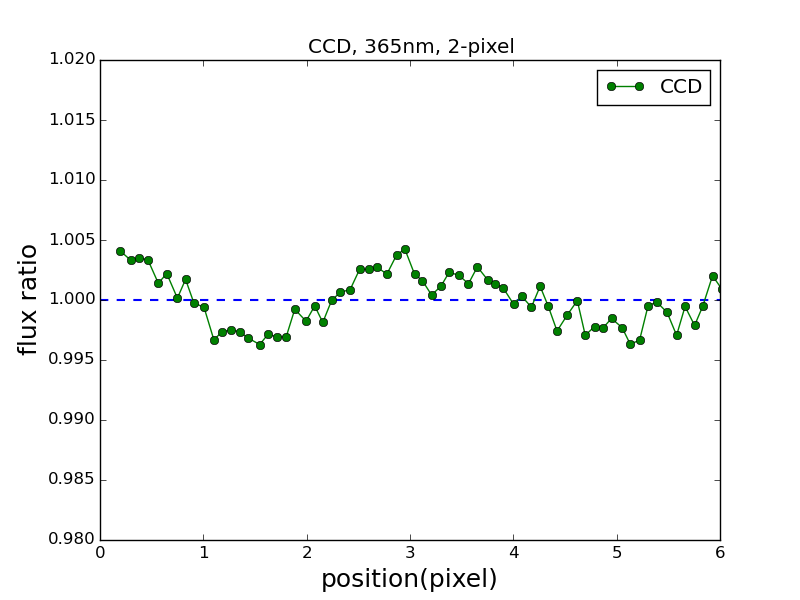 CCD, 365nm, 2-pixel
CCD
1.020
1.015
1.010
1.005
1.000
0.995
0.990
0.985
0.980
flux ratio
0 1 2 3 4 5 6
position(pixel)